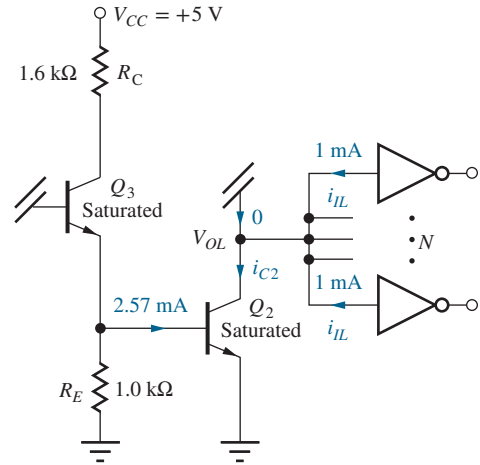 V_CC = +5 V
1.6 kΩ
R_C
Q_3
Saturated
1 mA
i_IL
0
V_OL
N
i_C2
1 mA
i_IL
2.57 mA
Q_2
Saturated
R_E
1.0 kΩ